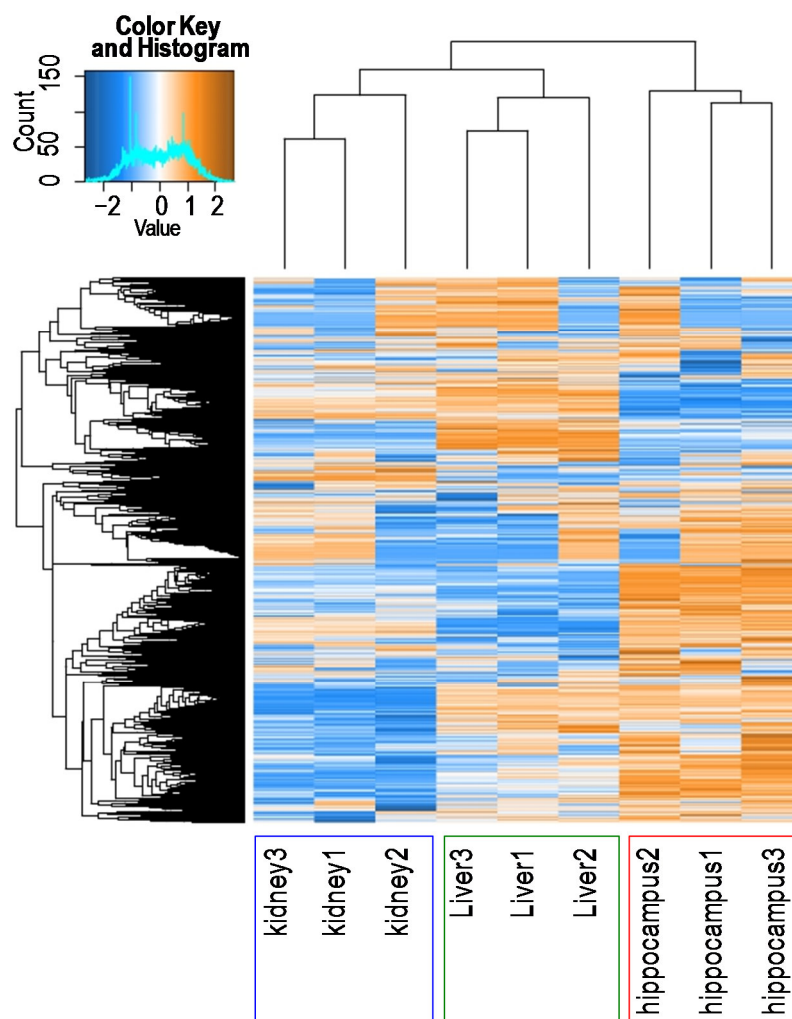 Color Key
and Histogram
Count
0 50 150
−2 0 1 2
Value
kidney3
kidney1
kidney2
Liver3
Liver1
Liver2
hippocampus2
hippocampus1
hippocampus3